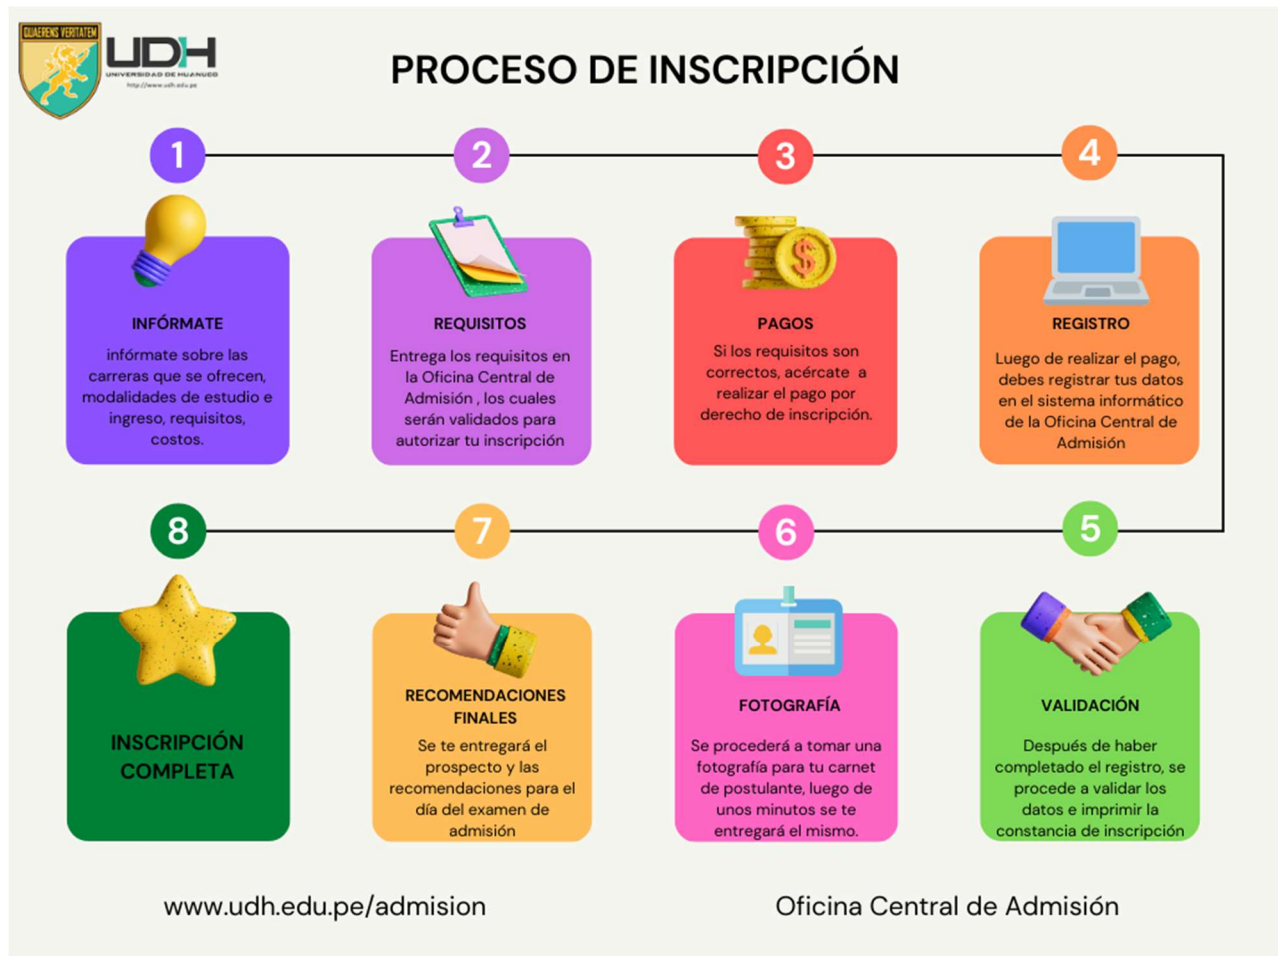 QUAERENS VERITATEM
UDH
UNIVERSIDAD DE HUANUCO
http://www.udh.edu.pe
PROCESO DE INSCRIPCIÓN
1
2
3
4
INFÓRMATE
infórmate sobre las
carreras que se ofrecen,
modalidades de estudio e
ingreso, requisitos,
costos.
REQUISITOS
Entrega los requisitos en
la Oficina Central de
Admisión , los cuales
serán validados para
autorizar tu inscripción
$
PAGOS
Si los requisitos son
correctos, acércate a
realizar el pago por
derecho de inscripción.
REGISTRO
Luego de realizar el pago,
debes registrar tus datos
en el sistema informático
de la Oficina Central de
Admisión
8
7
6
5
INSCRIPCIÓN
COMPLETA
RECOMENDACIONES
FINALES
Se te entregará el
prospecto y las
recomendaciones para el
día del examen de
admisión
FOTOGRAFÍA
Se procederá a tomar una
fotografía para tu carnet
de postulante, luego de
unos minutos se te
entregará el mismo.
VALIDACIÓN
Después de haber
completado el registro, se
procede a validar los
datos e imprimir la
constancia de inscripción
www.udh.edu.pe/admision
Oficina Central de Admisión